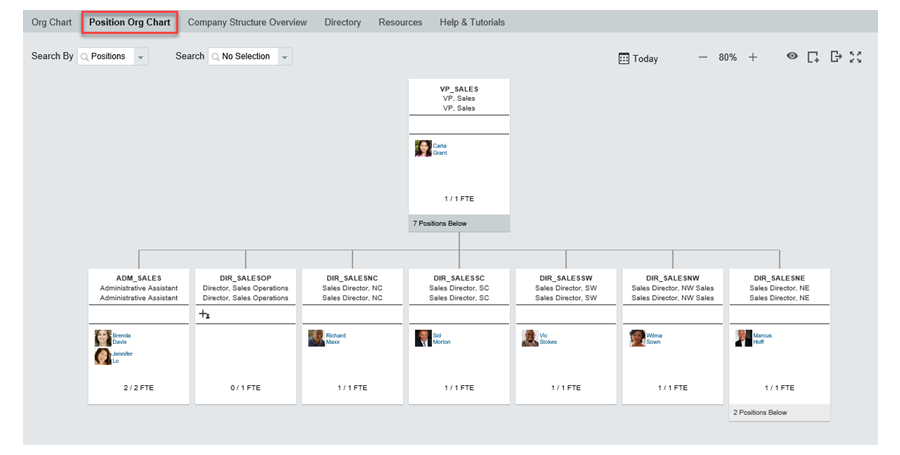 Org Chart Position Org Chart Company Structure Overview Directory Resources Help & Tutorials
Search By Positions Search No Selection Today 80%
VP_SALES
VP, Sales
VP, Sales
Carla
Grant
1 / 1 FTE
7 Positions Below
ADM_SALES
Administrative Assistant
Administrative Assistant
Brenda
Davis
Jennifer
Lo
2 / 2 FTE
DIR_SALESOP
Director, Sales Operations
Director, Sales Operations
0 / 1 FTE
DIR_SALESNC
Sales Director, NC
Sales Director, NC
Richard
Maxx
1 / 1 FTE
DIR_SALESSC
Sales Director, SC
Sales Director, SC
Sid
Morton
1 / 1 FTE
DIR_SALESSW
Sales Director, SW
Sales Director, SW
Vic
Stokes
1 / 1 FTE
DIR_SALESNW
Sales Director, NW Sales
Sales Director, NW Sales
Wilma
Sown
1 / 1 FTE
DIR_SALESNE
Sales Director, NE
Sales Director, NE
Marcus
Hoff
1 / 1 FTE
2 Positions Below